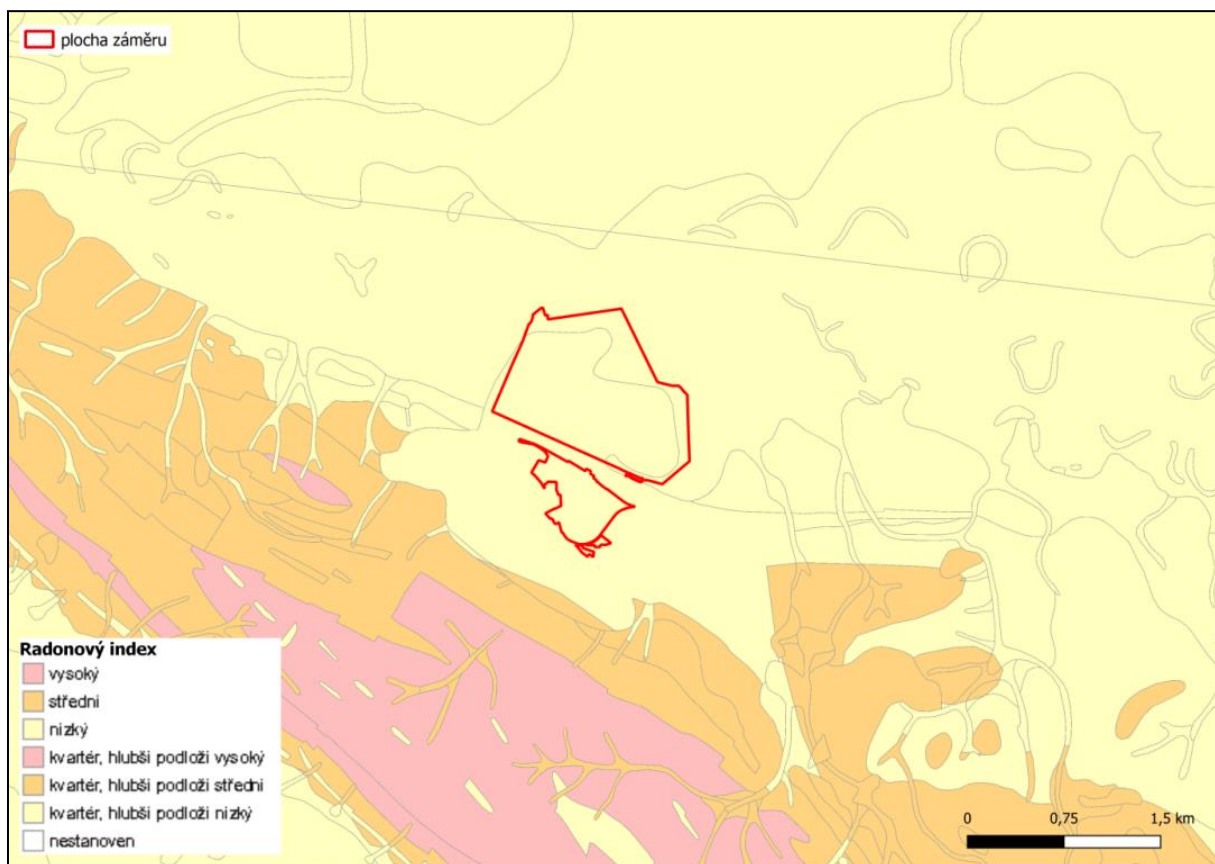 plocha záměru
Radonový index
vysoký
střední
nízký
kvartér, hlubší podloží vysoký
kvartér, hlubší podloží střední
kvartér, hlubší podloží nízký
nestanoven
0 0,75 1,5 km